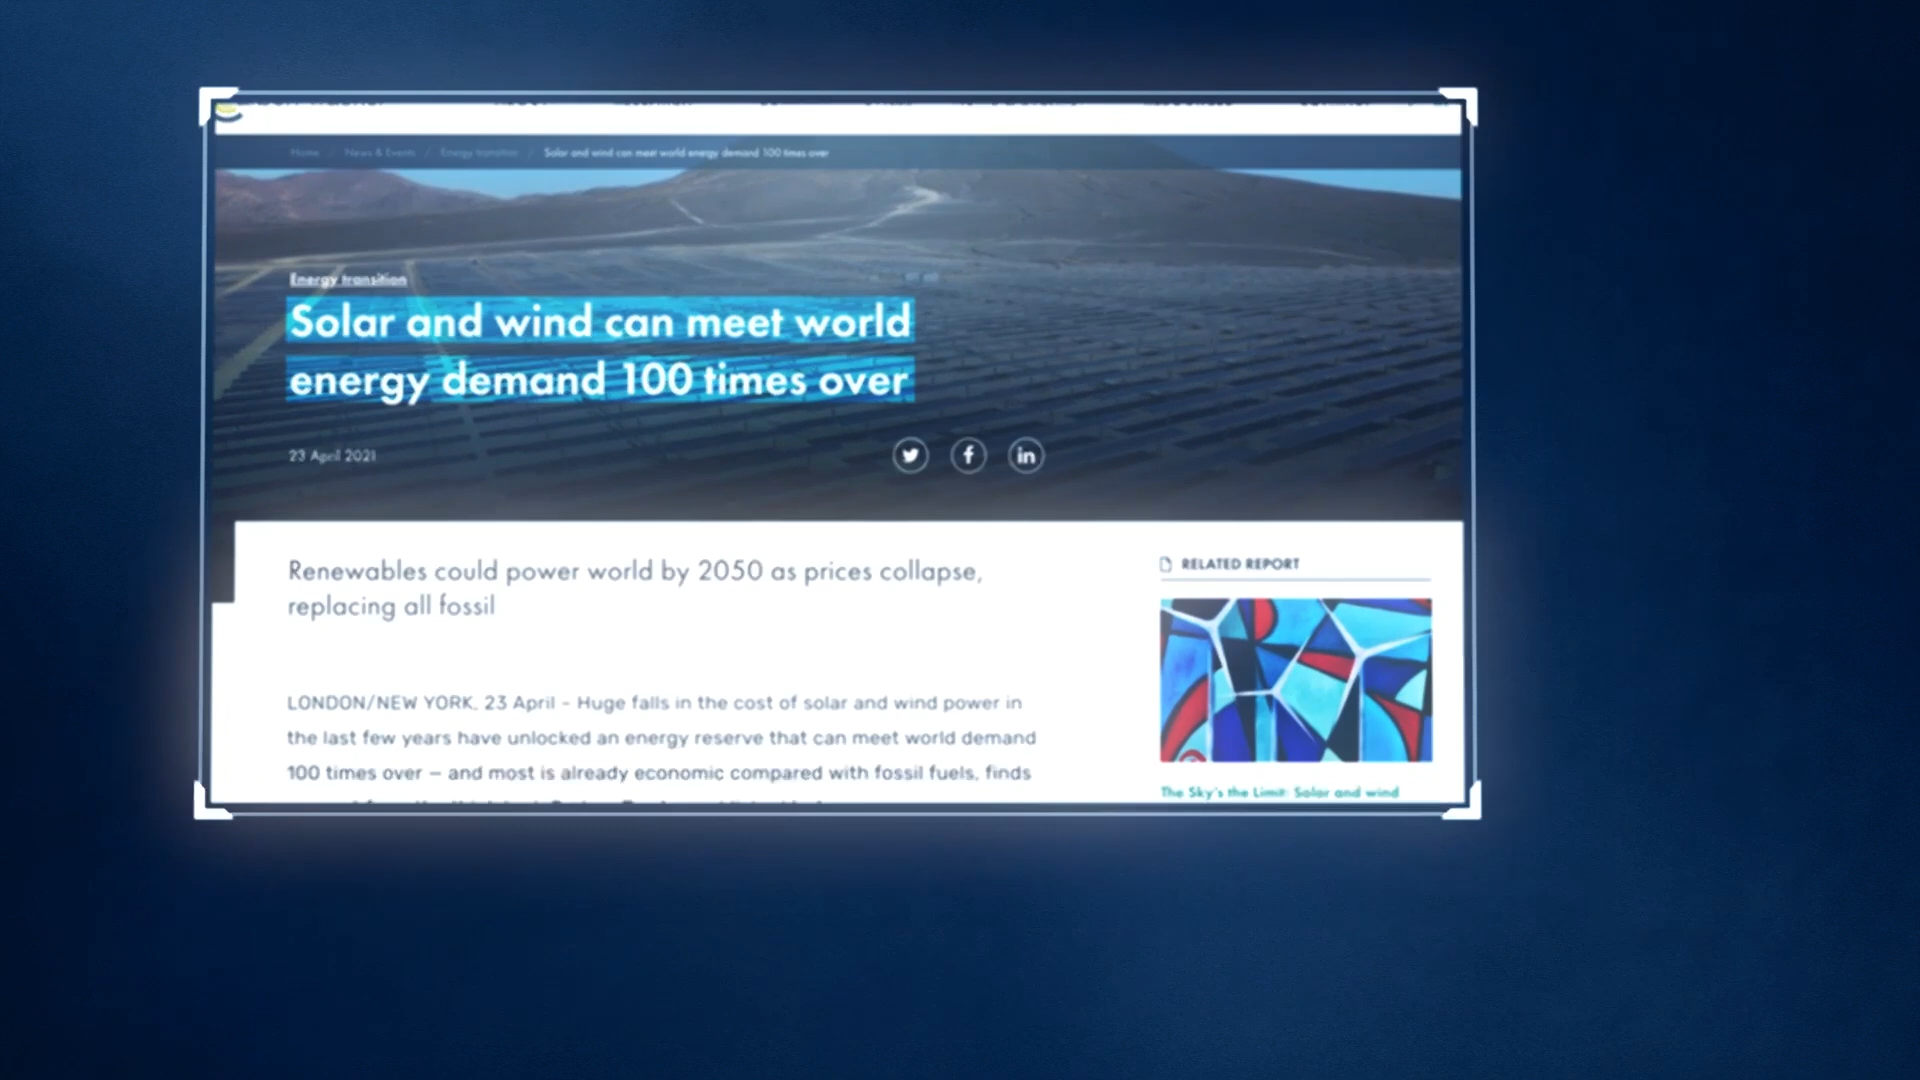 Home / News & Events / Energy transition / Solar and wind can meet world energy demand 100 times over
Energy transition
Solar and wind can meet world
energy demand 100 times over
23 April 2021
Renewables could power world by 2050 as prices collapse,
replacing all fossil
RELATED REPORT
LONDON/NEW YORK, 23 April – Huge falls in the cost of solar and wind power in
the last few years have unlocked an energy reserve that can meet world demand
100 times over – and most is already economic compared with fossil fuels, finds
The Sky's the Limit: Solar and wind